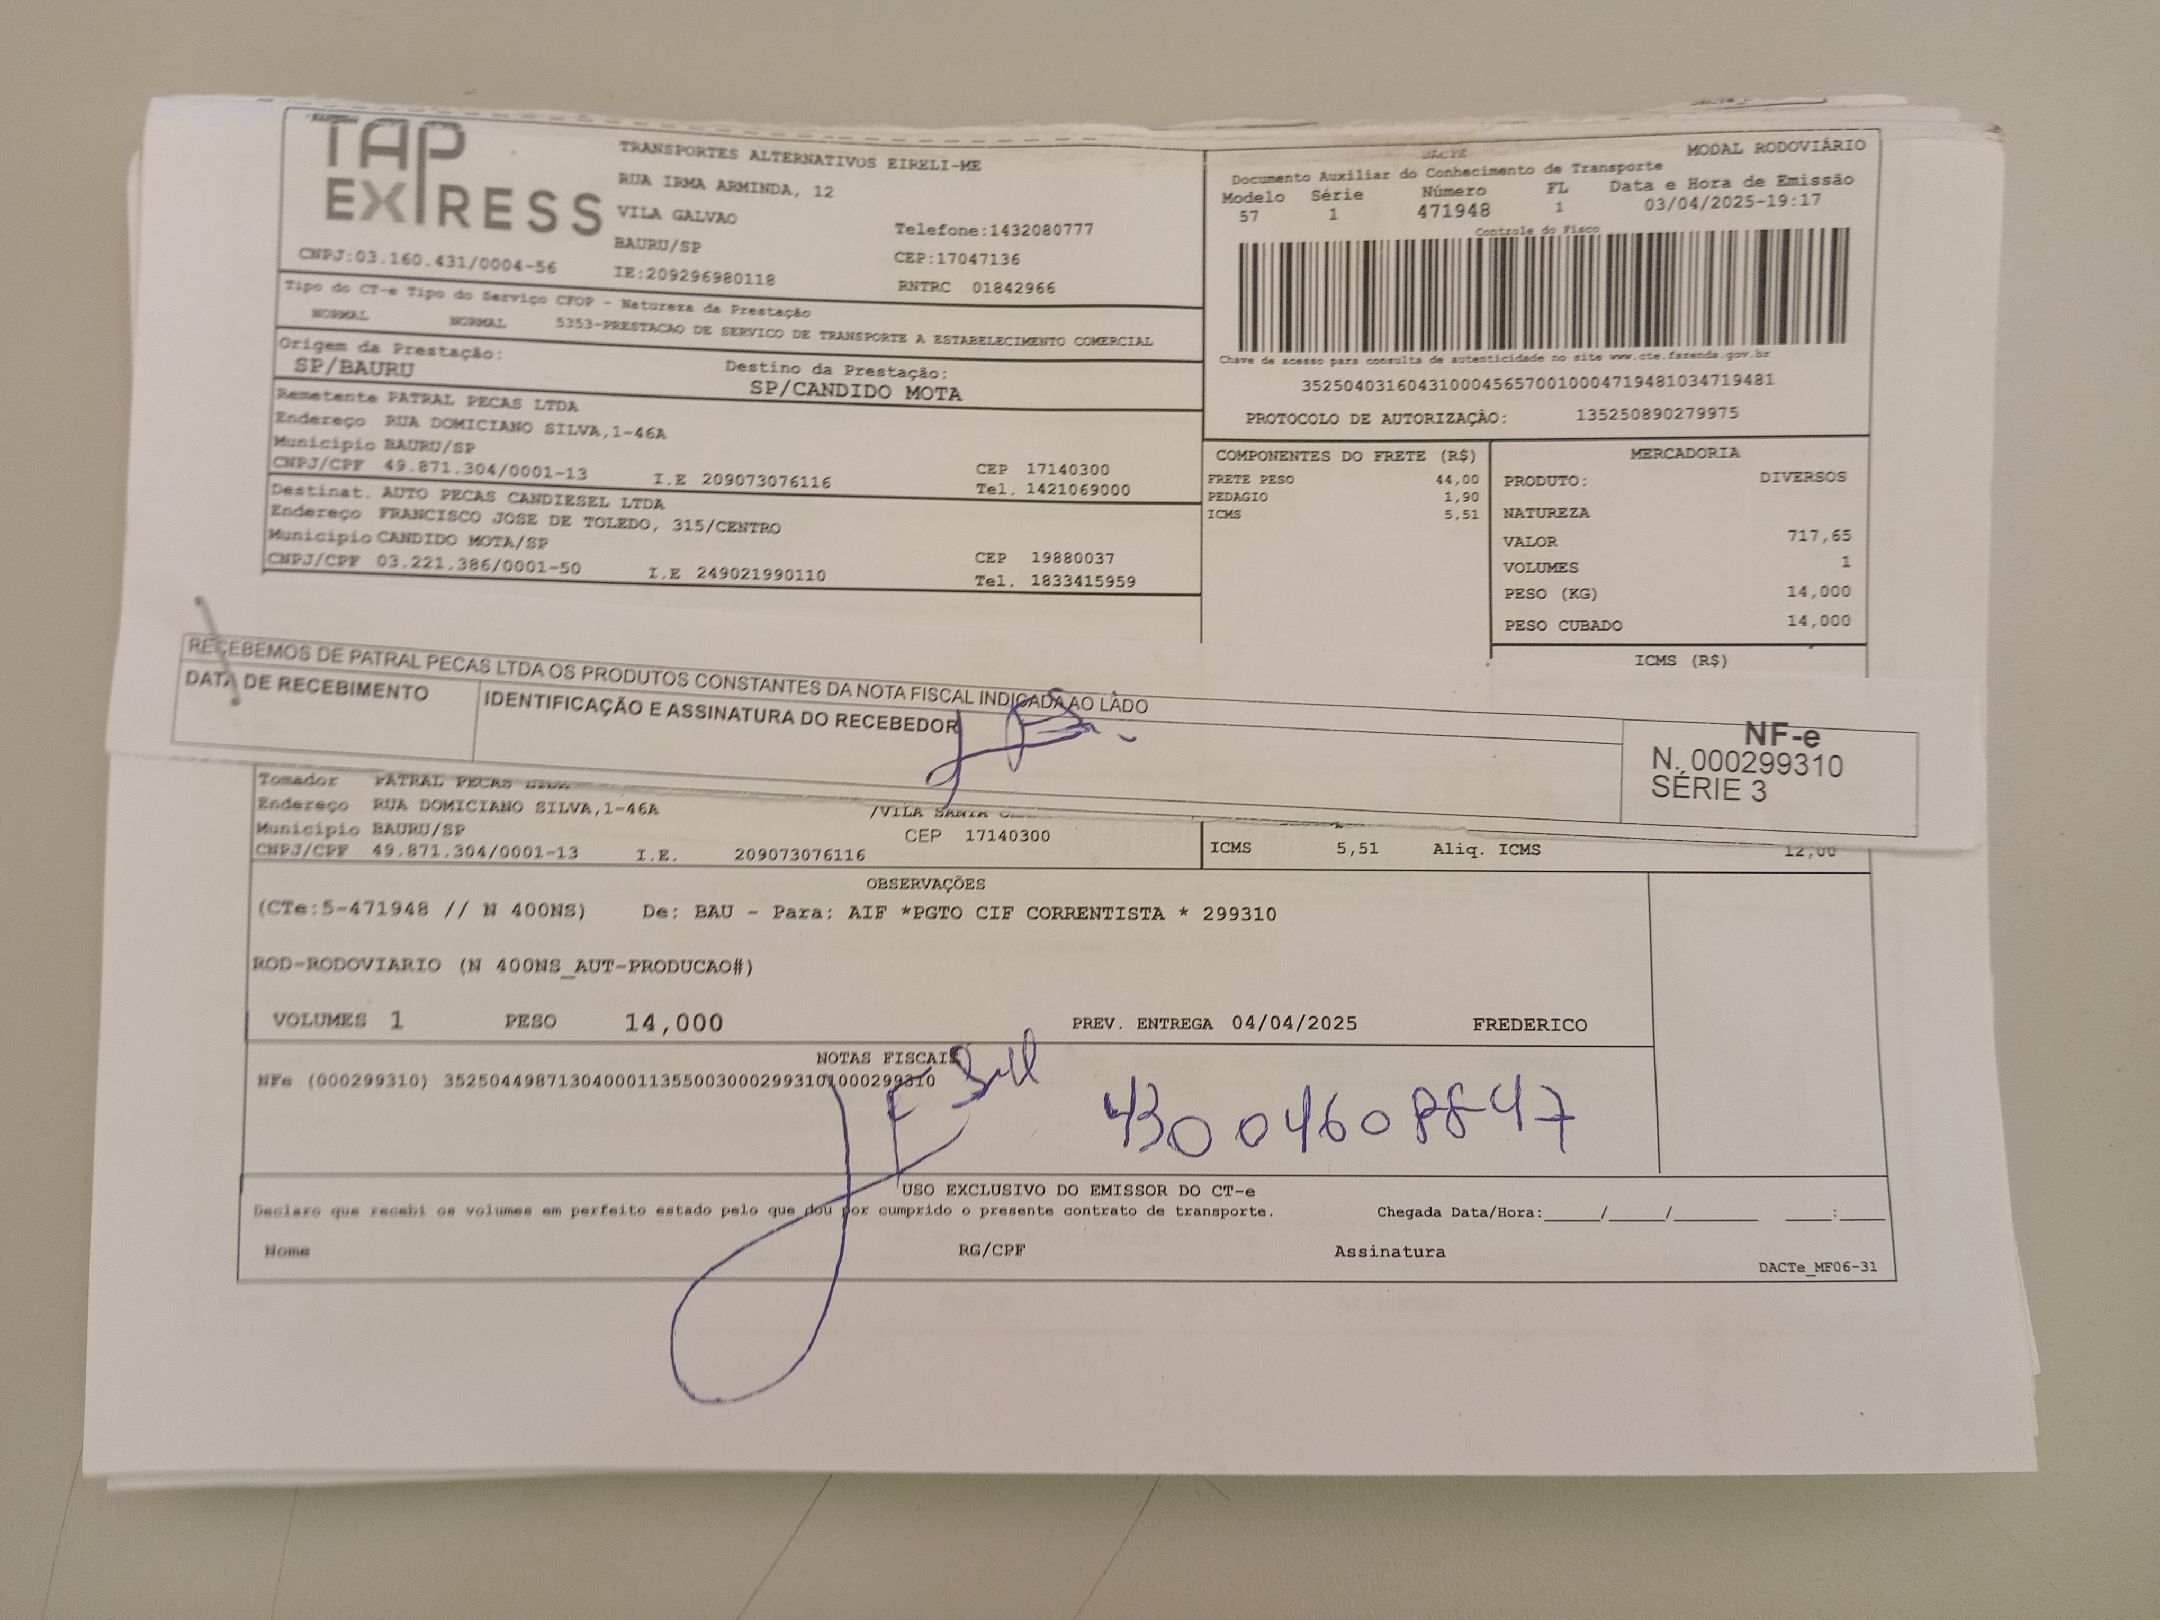 TAP
EXPRESS
TRANSPORTES ALTERNATIVOS EIRELI-ME
RUA IRMA ARMINDA, 12
VILA GALVAO
BAURU/SP
Telefone:1432080777
CEP:17047136
CNPJ:03.160.431/0004-56
IE:209296980118
RNTRC 01842966
MODAL RODOVIÁRIO
Documento Auxiliar do Conhecimento de Transporte
Modelo Série Número FL Data e Hora de Emissão
57 1 471948 1 03/04/2025-19:17
Controle do Fisco
Chave de acesso para consulta de autenticidade no site www.cte.fazenda.gov.br
35250403160431000456570010004719481034719481
PROTOCOLO DE AUTORIZAÇÃO: 135250890279975
Tipo do CT-e Tipo do Serviço CFOP - Natureza da Prestação
NORMAL NORMAL 5353-PRESTACAO DE SERVICO DE TRANSPORTE A ESTABELECIMENTO COMERCIAL
Origem da Prestação: Destino da Prestação:
SP/BAURU SP/CANDIDO MOTA
Remetente PATRAL PECAS LTDA
Endereço RUA DOMICIANO SILVA,1-46A
Municipio BAURU/SP
CNPJ/CPF 49.871.304/0001-13 I.E 209073076116
CEP 17140300
Tel. 1421069000
Destinat. AUTO PECAS CANDIESEL LTDA
Endereço FRANCISCO JOSE DE TOLEDO, 315/CENTRO
Municipio CANDIDO MOTA/SP
CNPJ/CPF 03.221.386/0001-50 I.E 249021990110
CEP 19880037
Tel. 1833415959
COMPONENTES DO FRETE (R$)
FRETE PESO 44,00
PEDAGIO 1,90
ICMS 5,51
MERCADORIA
PRODUTO: DIVERSOS
NATUREZA
VALOR 717,65
VOLUMES 1
PESO (KG) 14,000
PESO CUBADO 14,000
ICMS (R$)
RECEBEMOS DE PATRAL PECAS LTDA OS PRODUTOS CONSTANTES DA NOTA FISCAL INDICADA AO LADO
DATA DE RECEBIMENTO
IDENTIFICAÇÃO E ASSINATURA DO RECEBEDOR
NF-e
N. 000299310
SÉRIE 3
Tomador PATRAL PECAS
Endereço RUA DOMICIANO SILVA,1-46A /VILA
Municipio BAURU/SP CEP 17140300
CNPJ/CPF 49.871.304/0001-13 I.E. 209073076116
ICMS 5,51 Aliq. ICMS 12,00
OBSERVAÇÕES
(CTe:5-471948 // N 400NS) De: BAU - Para: AIF *PGTO CIF CORRENTISTA * 299310
ROD-RODOVIARIO (N 400NS_AUT-PRODUCAO#)
VOLUMES 1 PESO 14,000 PREV. ENTREGA 04/04/2025 FREDERICO
NOTAS FISCAIS
NFe (000299310) 35250449871304000113550030002993101000299310
USO EXCLUSIVO DO EMISSOR DO CT-e
Declaro que recebi os volumes em perfeito estado pelo que dou por cumprido o presente contrato de transporte. Chegada Data/Hora:_____/_____/________ ____:____
Nome RG/CPF Assinatura
DACTe_MF06-31